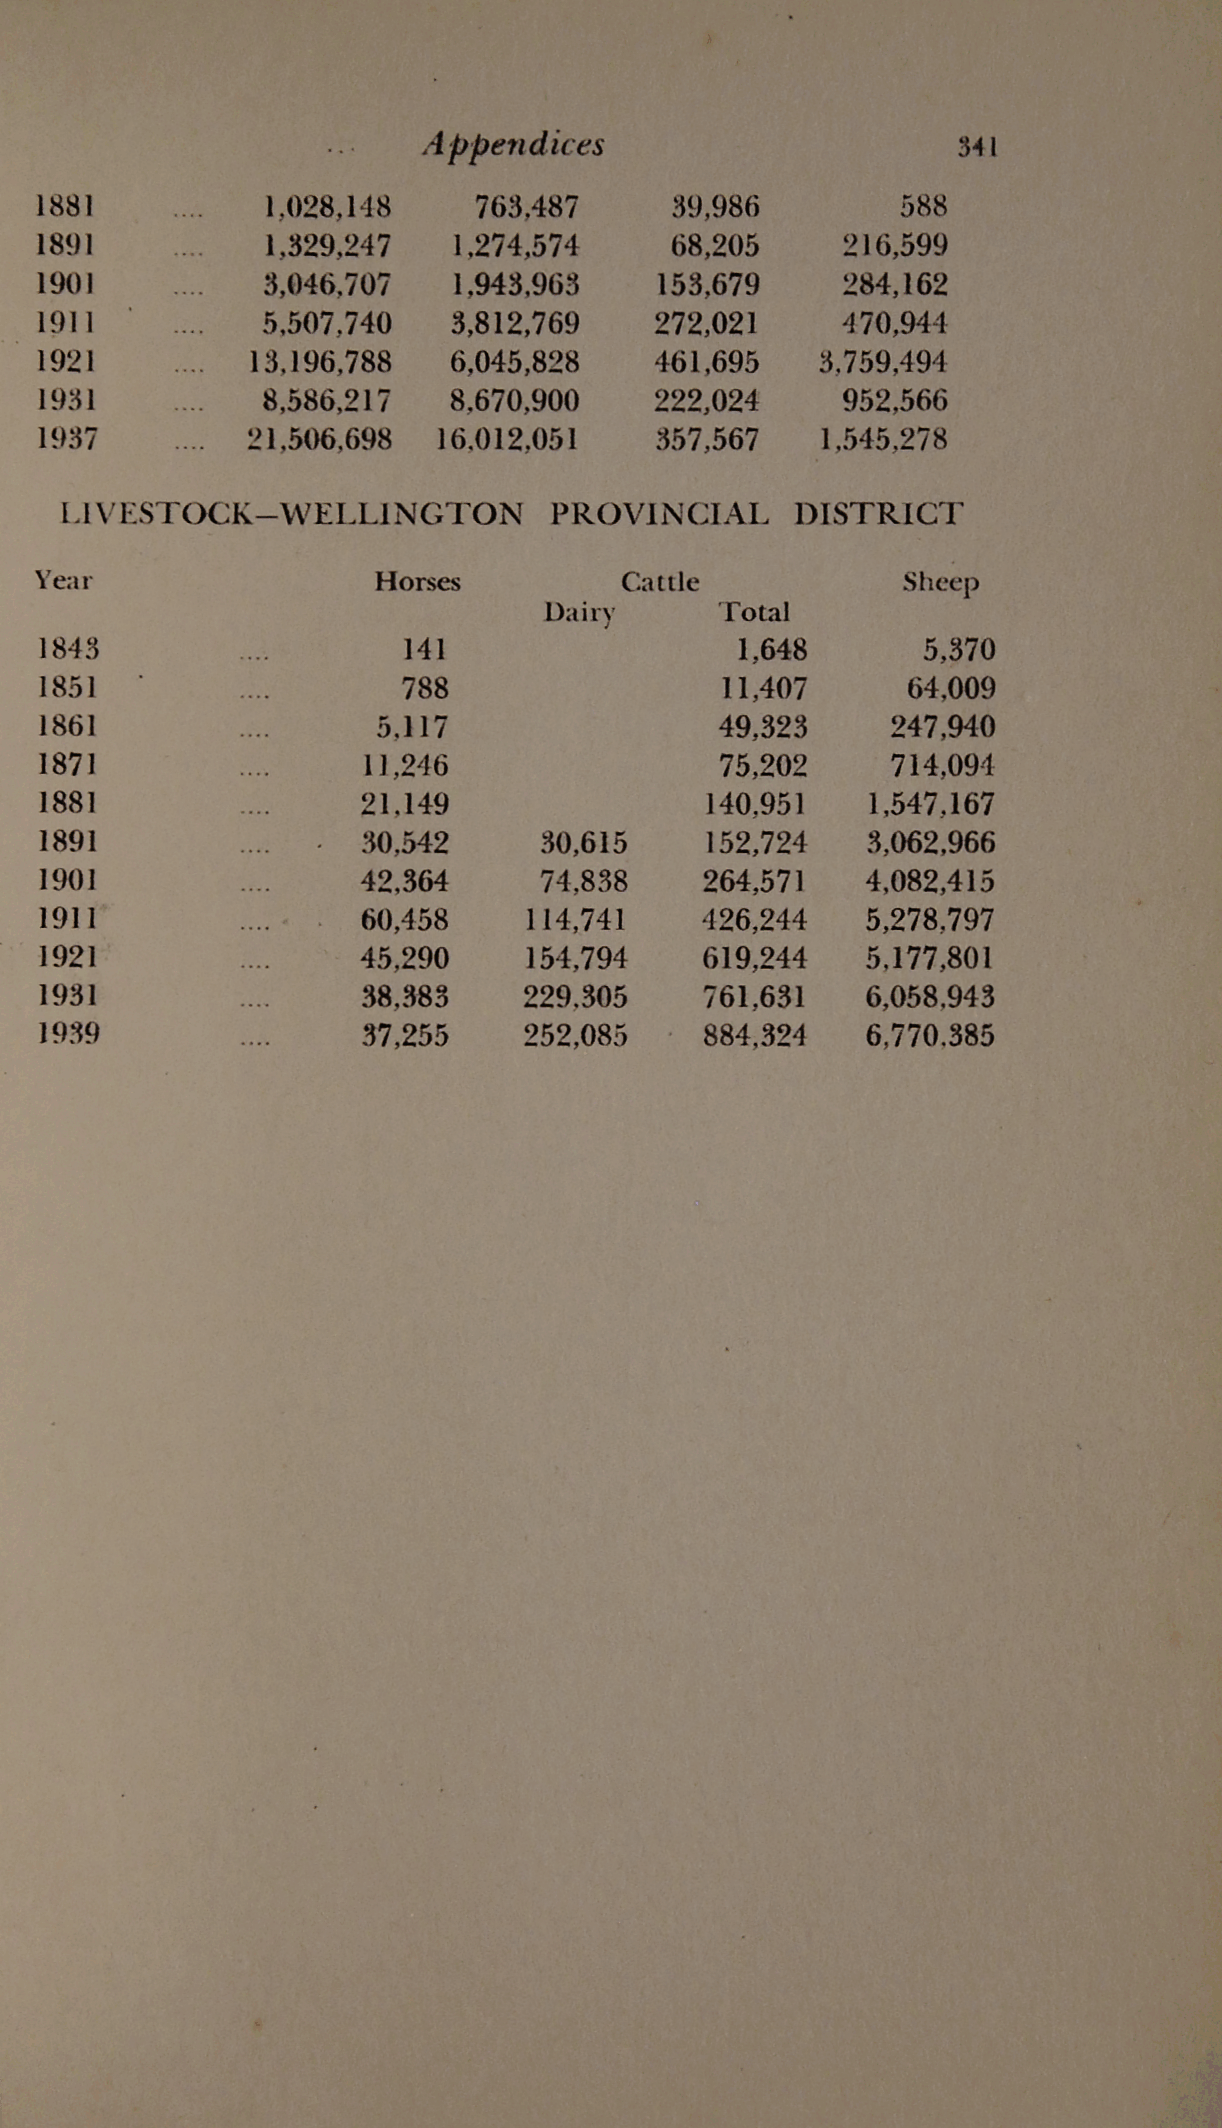 ... Appendices 341
1881 .... 1,028,148 763,487 39,986 588
1891 .... 1,329,247 1,274,574 68,205 216,599
1901 .... 3,046,707 1,943,963 153,679 284,162
1911 .... 5,507,740 3,812,769 272,021 470,944
1921 .... 13,196,788 6,045,828 461,695 3,759,494
1931 .... 8,586,217 8,670,900 222,024 952,566
1937 .... 21,506,698 16,012,051 357,567 1,545,278
LIVESTOCK—WELLINGTON PROVINCIAL DISTRICT
Year Horses Cattle Sheep
Dairy Total
1843 .... 141 1,648 5,370
1851 .... 788 11,407 64,009
1861 .... 5,117 49,323 247,940
1871 .... 11,246 75,202 714,094
1881 .... 21,149 140,951 1,547,167
1891 .... 30,542 30,615 152,724 3,062,966
1901 .... 42,364 74,838 264,571 4,082,415
1911 .... 60,458 114,741 426,244 5,278,797
1921 .... 45,290 154,794 619,244 5,177,801
1931 .... 38,383 229,305 761,631 6,058,943
1939 .... 37,255 252,085 884,324 6,770,385